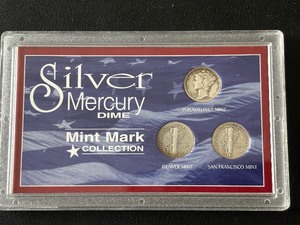 Silver
Mercury
DIME
Mint Mark
COLLECTION
PHILADELPHIA MINT
DENVER MINT
SAN FRANCISCO MINT